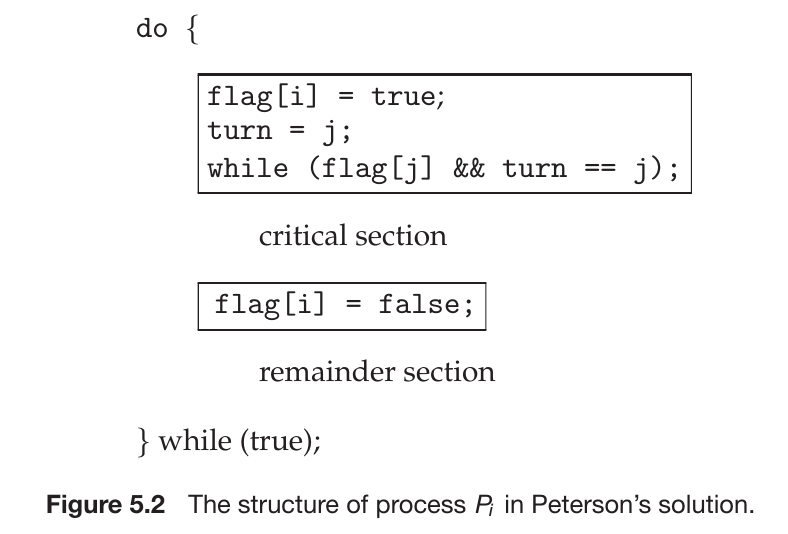 do {
flag[i] = true;
turn = j;
while (flag[j] && turn == j);
critical section
flag[i] = false;
remainder section
} while (true);
Figure 5.2 The structure of process Pi in Peterson's solution.